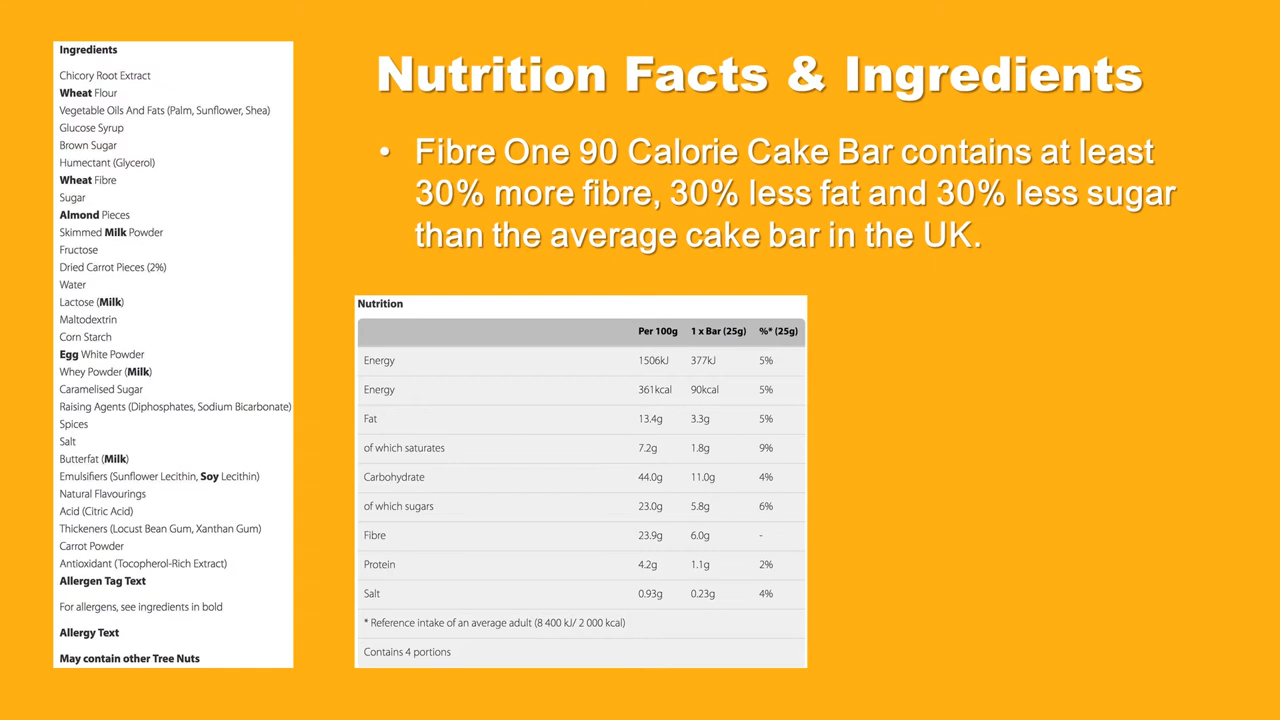 Ingredients
Chicory Root Extract
Wheat Flour
Vegetable Oils And Fats (Palm, Sunflower, Shea)
Glucose Syrup
Brown Sugar
Humectant (Glycerol)
Wheat Fibre
Sugar
Almond Pieces
Skimmed Milk Powder
Fructose
Dried Carrot Pieces (2%)
Water
Lactose (Milk)
Maltodextrin
Corn Starch
Egg White Powder
Whey Powder (Milk)
Caramelised Sugar
Raising Agents (Diphosphates, Sodium Bicarbonate)
Spices
Salt
Butterfat (Milk)
Emulsifiers (Sunflower Lecithin, Soy Lecithin)
Natural Flavourings
Acid (Citric Acid)
Thickeners (Locust Bean Gum, Xanthan Gum)
Carrot Powder
Antioxidant (Tocopherol-Rich Extract)
Allergen Tag Text
For allergens, see ingredients in bold
Allergy Text
May contain other Tree Nuts
Nutrition Facts & Ingredients
• Fibre One 90 Calorie Cake Bar contains at least
30% more fibre, 30% less fat and 30% less sugar
than the average cake bar in the UK.
Nutrition
Per 100g 1 x Bar (25g) %* (25g)
Energy 1506kJ 377kJ 5%
Energy 361kcal 90kcal 5%
Fat 13.4g 3.3g 5%
of which saturates 7.2g 1.8g 9%
Carbohydrate 44.0g 11.0g 4%
of which sugars 23.0g 5.8g 6%
Fibre 23.9g 6.0g -
Protein 4.2g 1.1g 2%
Salt 0.93g 0.23g 4%
* Reference intake of an average adult (8 400 kJ/ 2 000 kcal)
Contains 4 portions